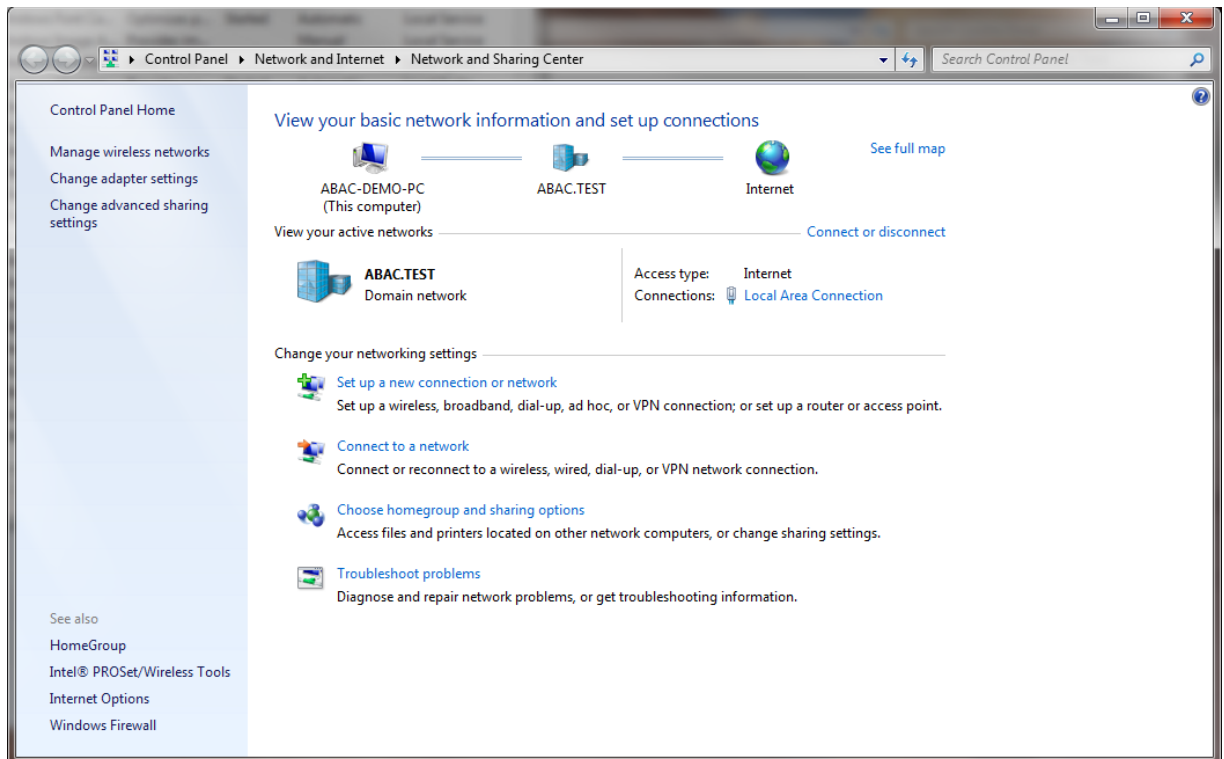 Control Panel Network and Internet Network and Sharing Center
Search Control Panel
Control Panel Home
Manage wireless networks
Change adapter settings
Change advanced sharing
settings
See also
HomeGroup
Intel® PROSet/Wireless Tools
Internet Options
Windows Firewall
View your basic network information and set up connections
See full map
ABAC-DEMO-PC
(This computer)
ABAC.TEST
Internet
View your active networks
Connect or disconnect
ABAC.TEST
Domain network
Access type: Internet
Connections: Local Area Connection
Change your networking settings
Set up a new connection or network
Set up a wireless, broadband, dial-up, ad hoc, or VPN connection; or set up a router or access point.
Connect to a network
Connect or reconnect to a wireless, wired, dial-up, or VPN network connection.
Choose homegroup and sharing options
Access files and printers located on other network computers, or change sharing settings.
Troubleshoot problems
Diagnose and repair network problems, or get troubleshooting information.